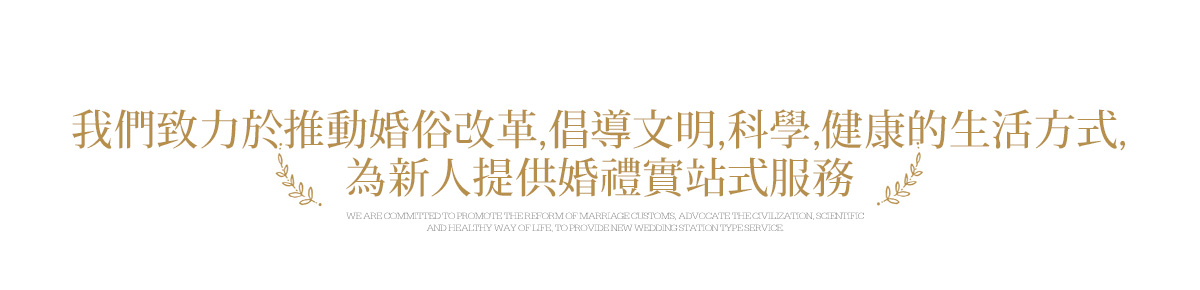 我們致力於推動婚俗改革,倡導文明,科學,健康的生活方式,
為新人提供婚禮實站式服務
WE ARE COMMITTED TO PROMOTE THE REFORM OF MARRIAGE CUSTOMS, ADVOCATE THE CIVILIZATION, SCIENTIFIC
AND HEALTHY WAY OF LIFE, TO PROVIDE NEW WEDDING STATION TYPE SERVICE